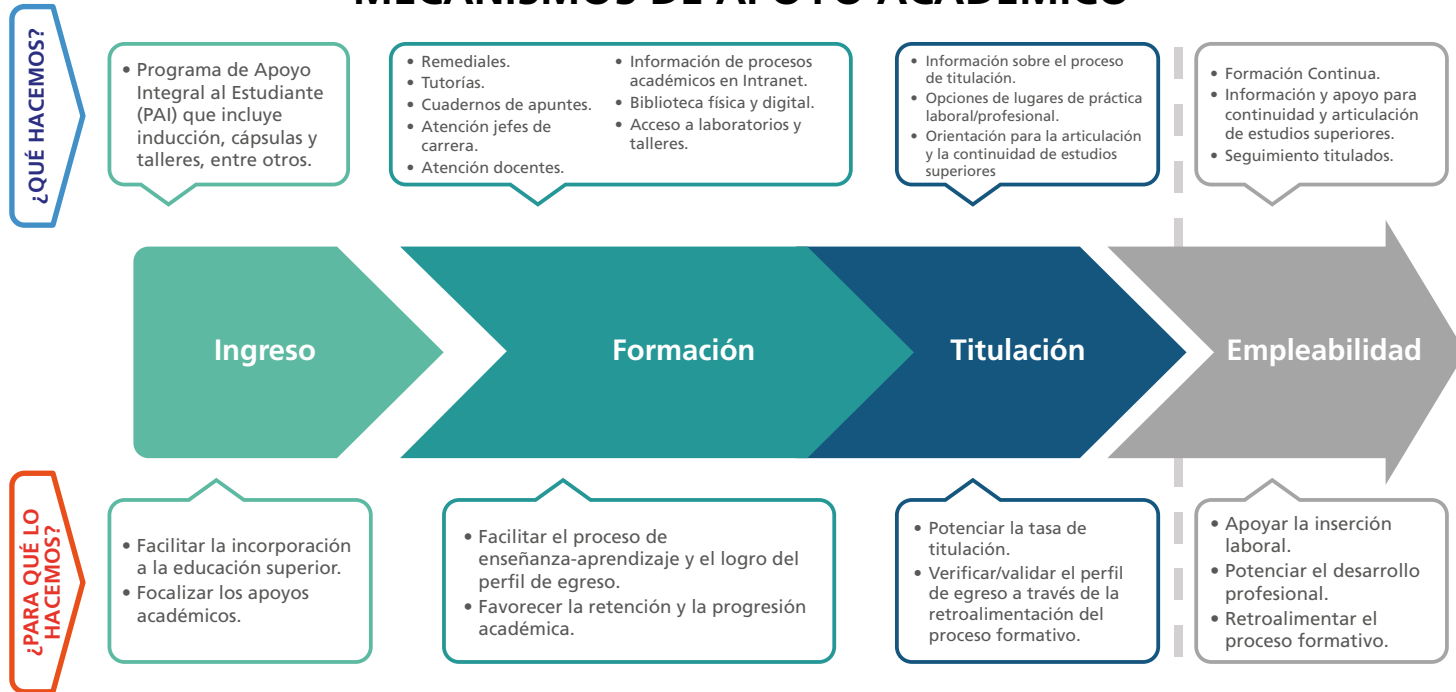 MECANISMOS DE APOYO ACADÉMICO
¿QUÉ HACEMOS?
• Programa de Apoyo
Integral al Estudiante
(PAI) que incluye
inducción, cápsulas y
talleres, entre otros.
• Remediales.
• Tutorías.
• Cuadernos de apuntes.
• Atención jefes de
carrera.
• Atención docentes.
• Información de procesos
académicos en Intranet.
• Biblioteca física y digital.
• Acceso a laboratorios y
talleres.
• Información sobre el proceso
de titulación.
• Opciones de lugares de práctica
laboral/profesional.
• Orientación para la articulación
y la continuidad de estudios
superiores
• Formación Continua.
• Información y apoyo para
continuidad y articulación
de estudios superiores.
• Seguimiento titulados.
Ingreso
Formación
Titulación
Empleabilidad
¿PARA QUÉ LO
HACEMOS?
• Facilitar la incorporación
a la educación superior.
• Focalizar los apoyos
académicos.
• Facilitar el proceso de
enseñanza-aprendizaje y el logro del
perfil de egreso.
• Favorecer la retención y la progresión
académica.
• Potenciar la tasa de
titulación.
• Verificar/validar el perfil
de egreso a través de la
retroalimentación del
proceso formativo.
• Apoyar la inserción
laboral.
• Potenciar el desarrollo
profesional.
• Retroalimentar el
proceso formativo.